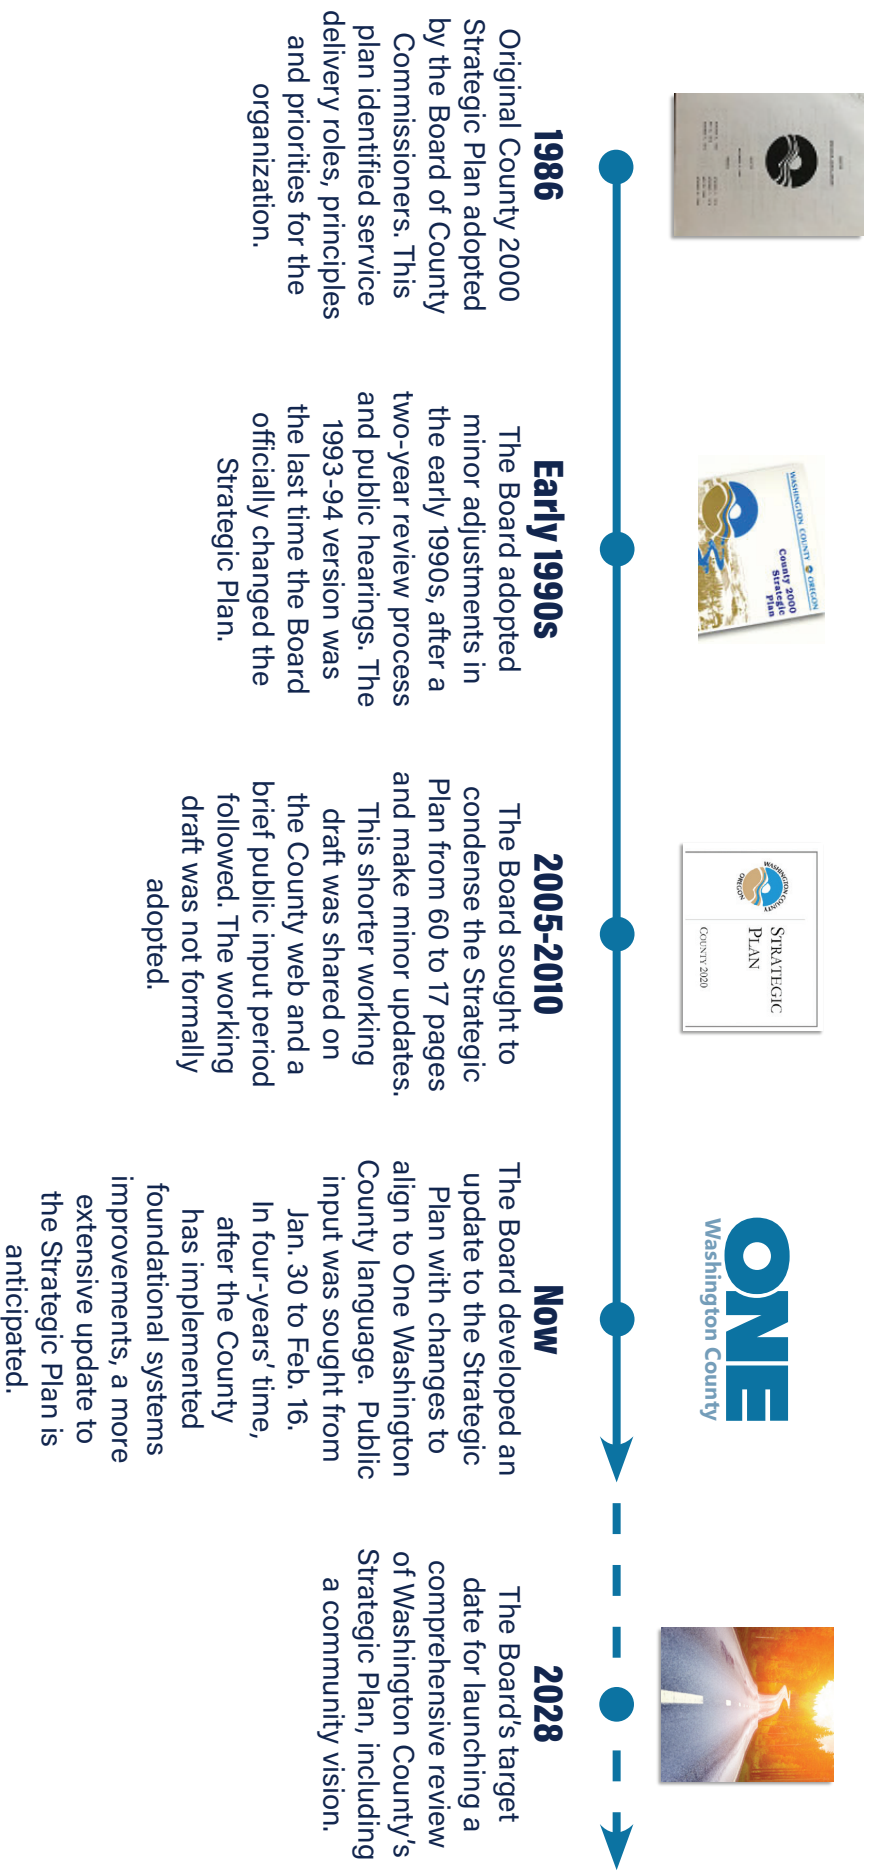 WASHINGTON COUNTY OREGON
County 2000
Strategic
Plan
WASHINGTON COUNTY
OREGON
STRATEGIC
PLAN
COUNTY 2020
ONE
Washington County
1986
Original County 2000
Strategic Plan adopted
by the Board of County
Commissioners. This
plan identified service
delivery roles, principles
and priorities for the
organization.
Early 1990s
The Board adopted
minor adjustments in
the early 1990s, after a
two-year review process
and public hearings. The
1993-94 version was
the last time the Board
officially changed the
Strategic Plan.
2005-2010
The Board sought to
condense the Strategic
Plan from 60 to 17 pages
and make minor updates.
This shorter working
draft was shared on
the County web and a
brief public input period
followed. The working
draft was not formally
adopted.
Now
The Board developed an
update to the Strategic
Plan with changes to
align to One Washington
County language. Public
input was sought from
Jan. 30 to Feb. 16.
In four-years’ time,
after the County
has implemented
foundational systems
improvements, a more
extensive update to
the Strategic Plan is
anticipated.
2028
The Board’s target
date for launching a
comprehensive review
of Washington County’s
Strategic Plan, including
a community vision.